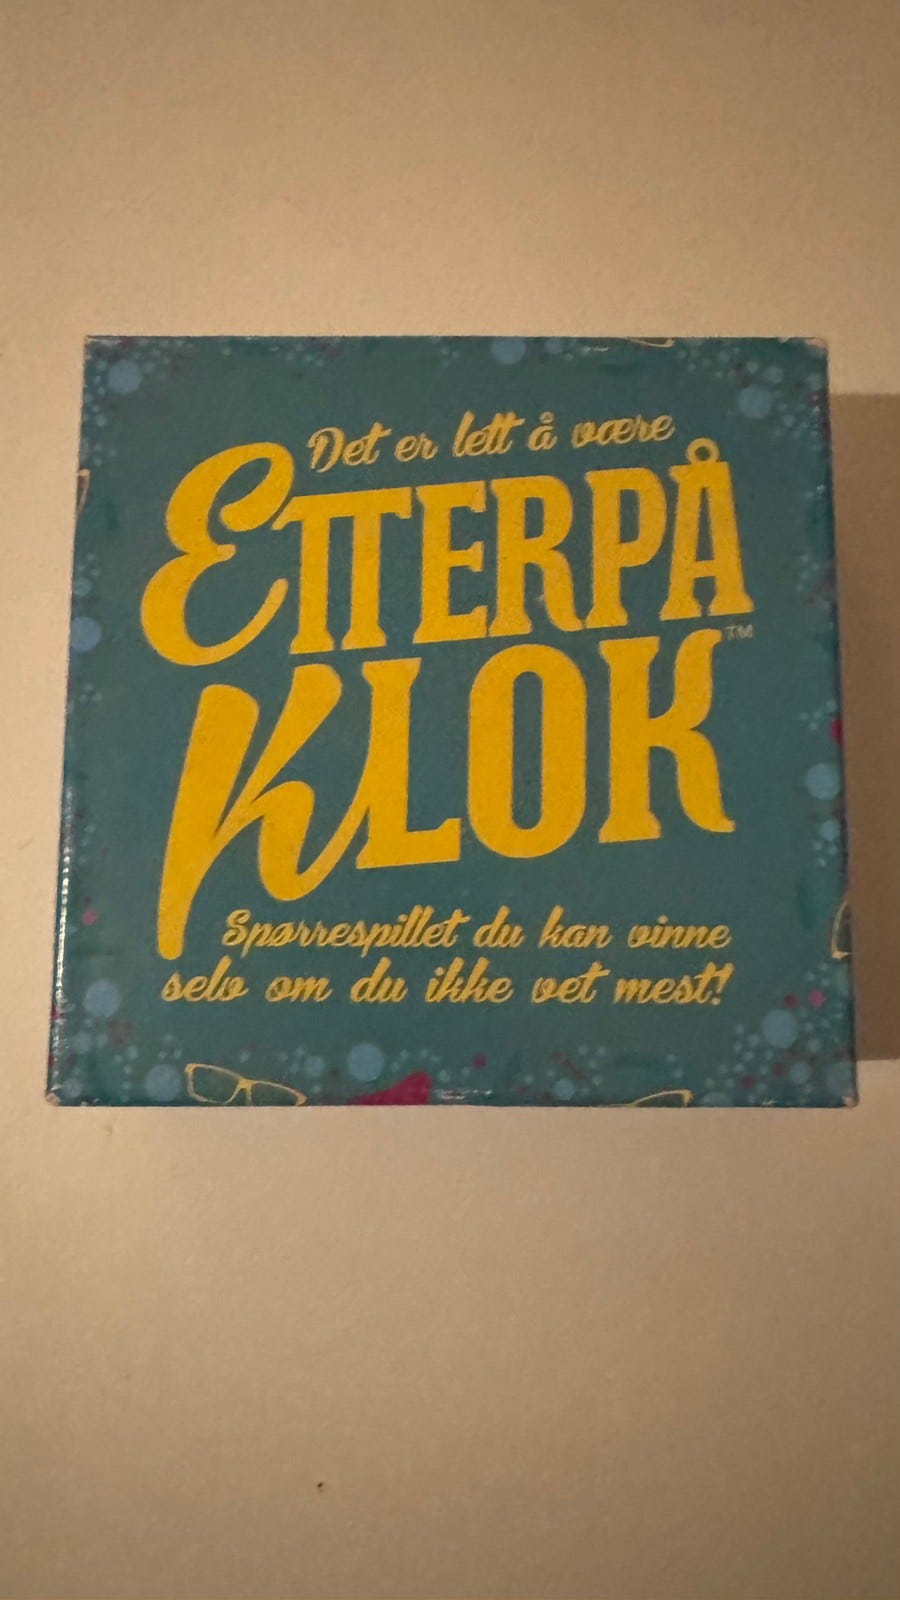 Det er lett å være
ETTERPÅ
KLOK™
Spørrespillet du kan vinne
selv om du ikke vet mest!